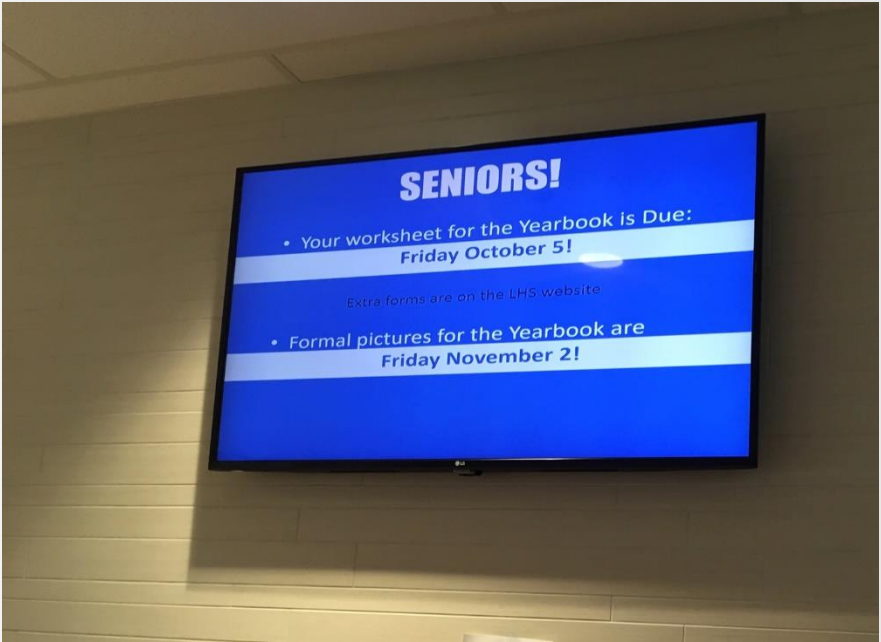 SENIORS!
• Your worksheet for the Yearbook is Due:
Friday October 5!
Extra forms are on the LHS website
• Formal pictures for the Yearbook are
Friday November 2!
LG